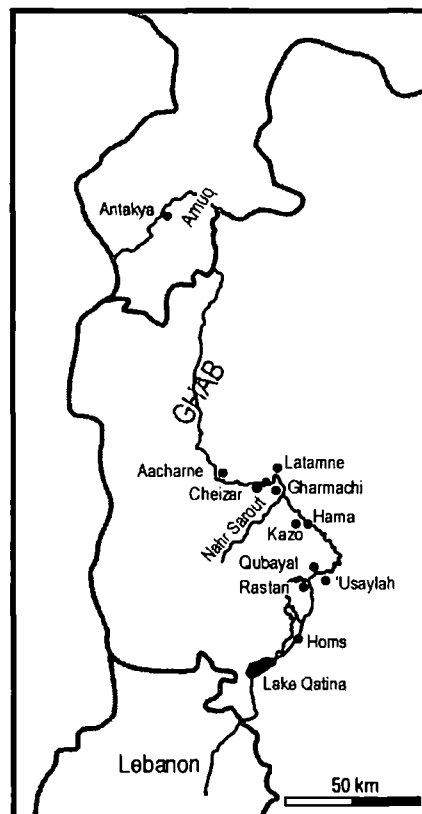 Antakya
Amuq
GHAB
Aacharne
Latamne
Cheizar
Gharmachi
Nahr Sarout
Hama
Kazo
Qubayat
'Usaylah
Rastan
Homs
Lake Qatina
Lebanon
50 km